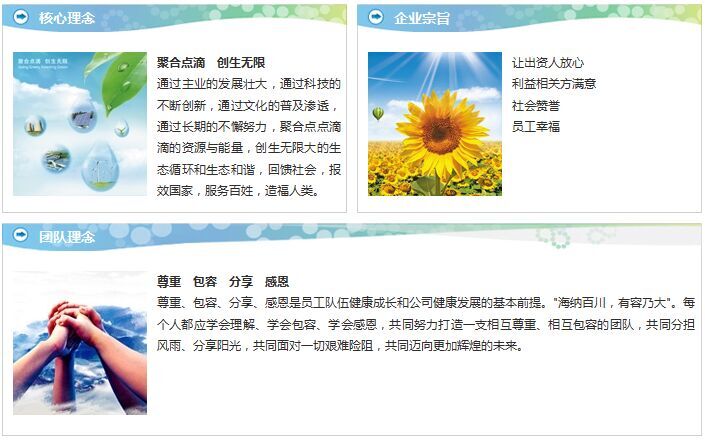 核心理念
聚合点滴 创生无限
聚合点滴 创生无限
通过主业的发展壮大，通过科技的
不断创新，通过文化的普及渗透，
通过长期的不懈努力，聚合点点滴
滴的资源与能量，创生无限大的生
态循环和生态和谐，回馈社会，报
效国家，服务百姓，造福人类。
企业宗旨
让出资人放心
利益相关方满意
社会赞誉
员工幸福
团队理念
尊重 包容 分享 感恩
尊重、包容、分享、感恩是员工队伍健康成长和公司健康发展的基本前提。"海纳百川，有容乃大"。每
个人都应学会理解、学会包容、学会感恩，共同努力打造一支相互尊重、相互包容的团队，共同分担
风雨、分享阳光，共同面对一切艰难险阻，共同迈向更加辉煌的未来。